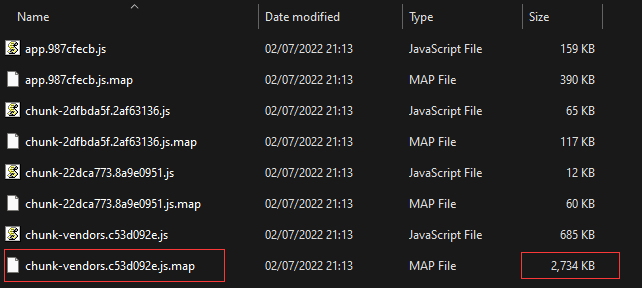 Name Date modified Type Size
app.987cfecb.js 02/07/2022 21:13 JavaScript File 159 KB
app.987cfecb.js.map 02/07/2022 21:13 MAP File 390 KB
chunk-2dfbda5f.2af63136.js 02/07/2022 21:13 JavaScript File 65 KB
chunk-2dfbda5f.2af63136.js.map 02/07/2022 21:13 MAP File 117 KB
chunk-22dca773.8a9e0951.js 02/07/2022 21:13 JavaScript File 12 KB
chunk-22dca773.8a9e0951.js.map 02/07/2022 21:13 MAP File 60 KB
chunk-vendors.c53d092e.js 02/07/2022 21:13 JavaScript File 685 KB
chunk-vendors.c53d092e.js.map 02/07/2022 21:13 MAP File 2,734 KB